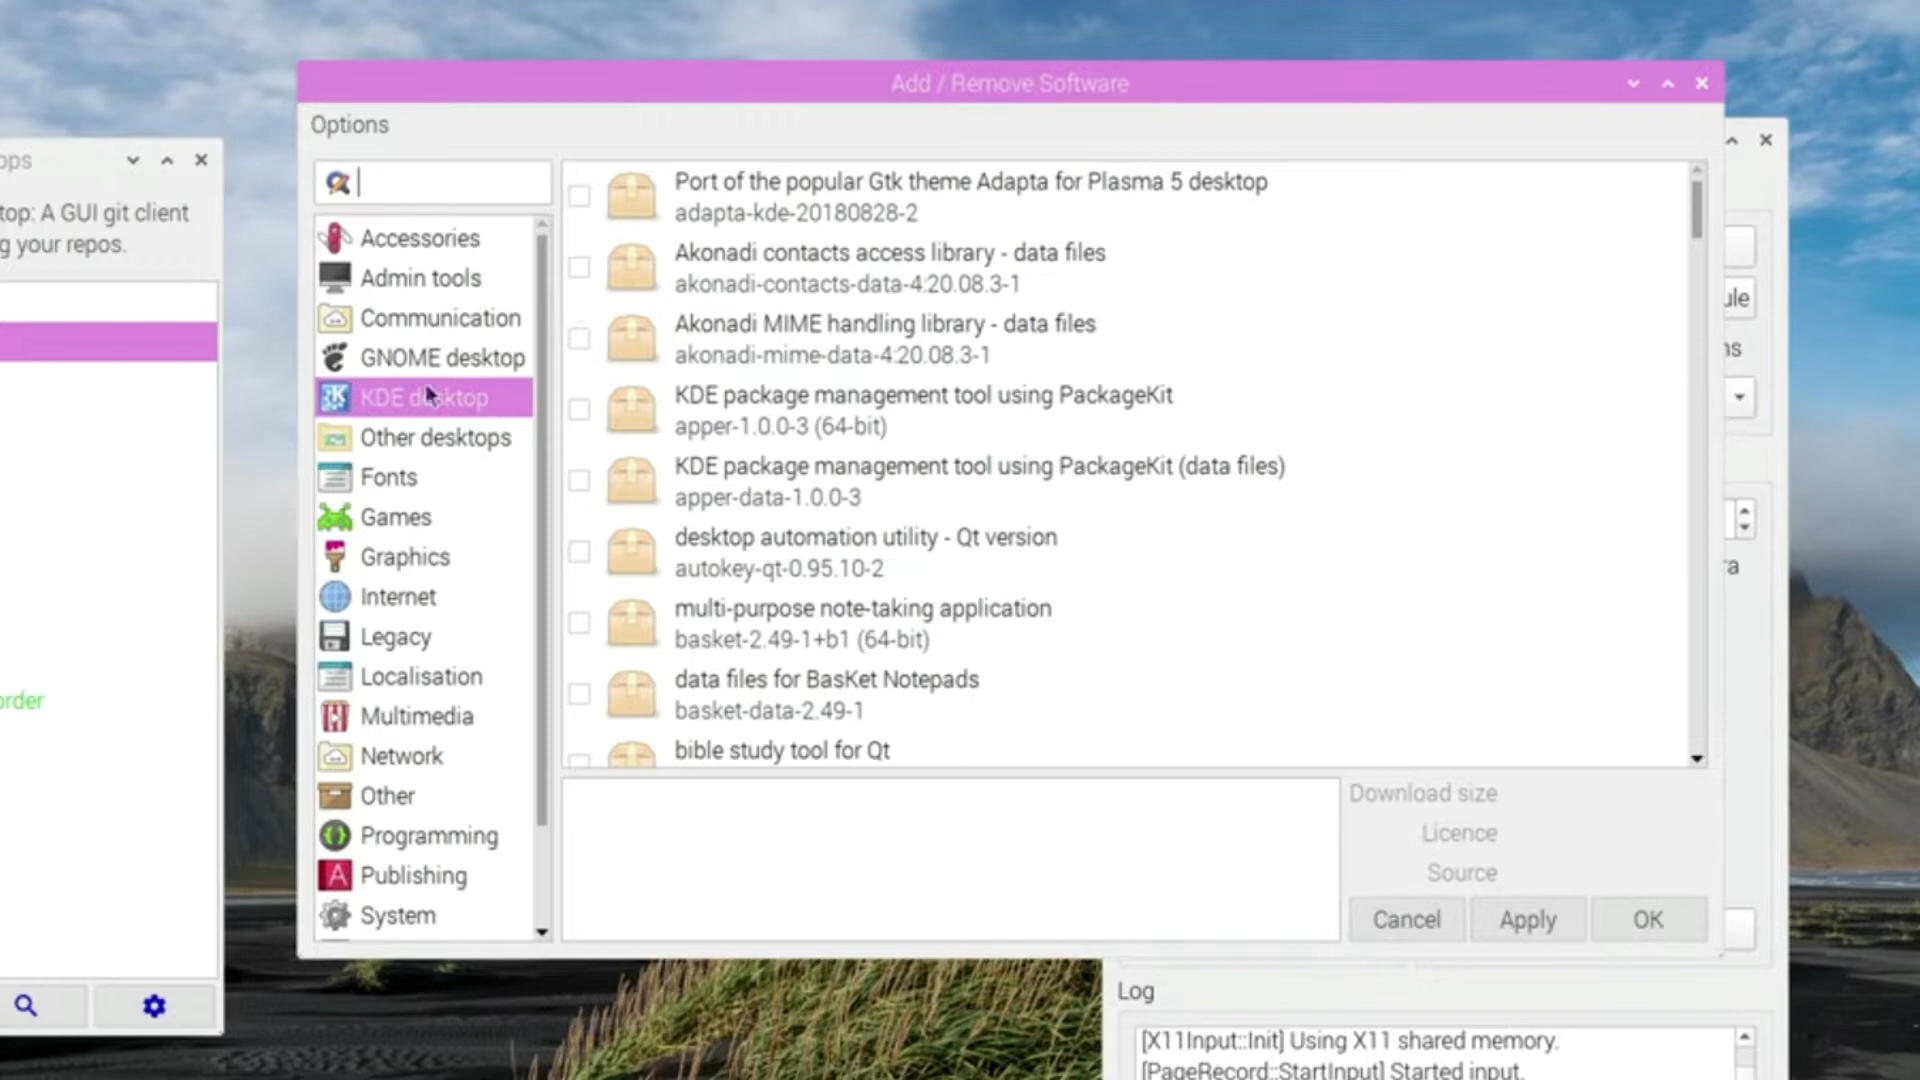 Add / Remove Software
Options
top: A GUI git client
g your repos.
order
Accessories
Admin tools
Communication
GNOME desktop
KDE desktop
Other desktops
Fonts
Games
Graphics
Internet
Legacy
Localisation
Multimedia
Network
Other
Programming
Publishing
System
Port of the popular Gtk theme Adapta for Plasma 5 desktop
adapta-kde-20180828-2
Akonadi contacts access library - data files
akonadi-contacts-data-4:20.08.3-1
Akonadi MIME handling library - data files
akonadi-mime-data-4:20.08.3-1
KDE package management tool using PackageKit
apper-1.0.0-3 (64-bit)
KDE package management tool using PackageKit (data files)
apper-data-1.0.0-3
desktop automation utility - Qt version
autokey-qt-0.95.10-2
multi-purpose note-taking application
basket-2.49-1+b1 (64-bit)
data files for BasKet Notepads
basket-data-2.49-1
bible study tool for Qt
Download size
Licence
Source
Cancel
Apply
OK
Log
[X11Input::Init] Using X11 shared memory.
[PageRecord::StartInput] Started input.